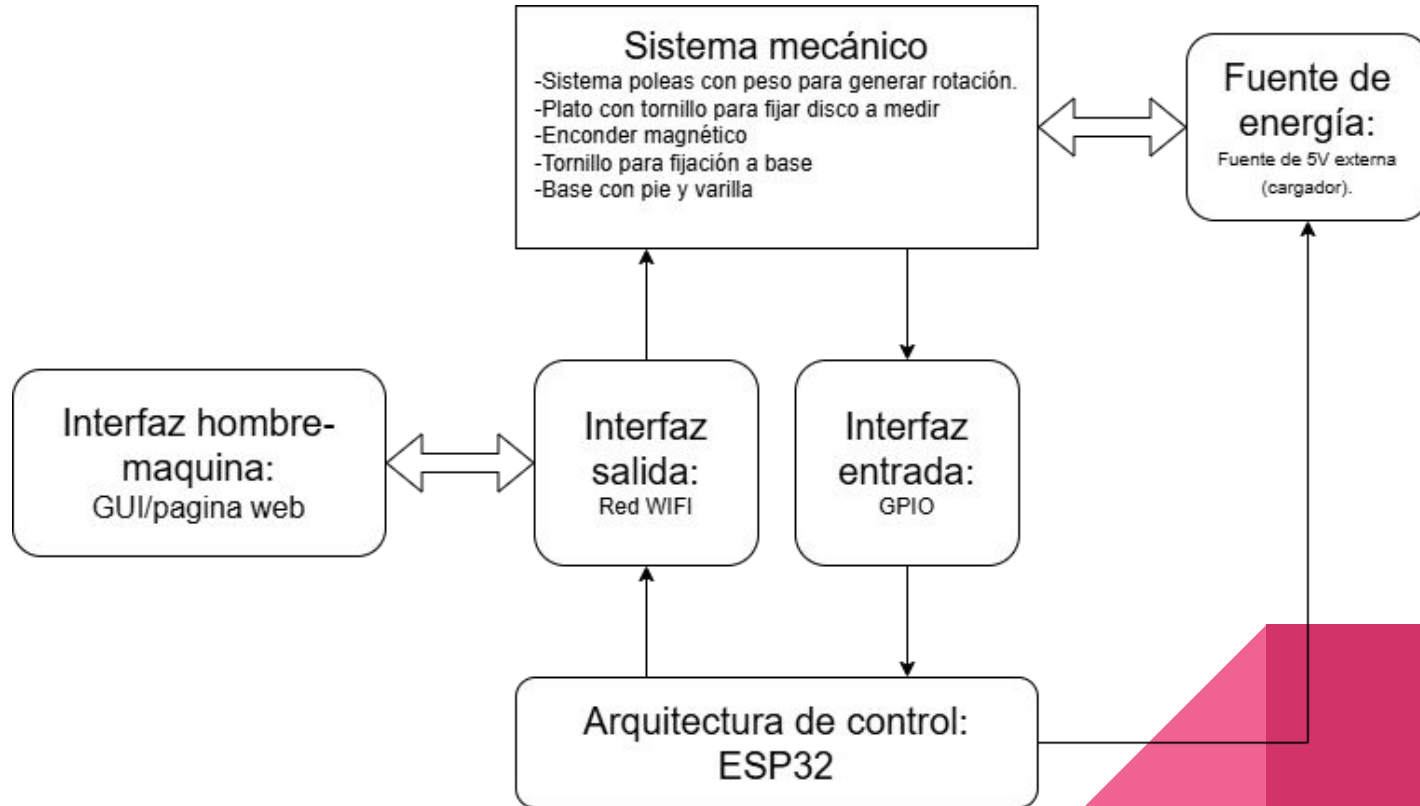 Sistema mecánico
-Sistema poleas con peso para generar rotación.
-Plato con tornillo para fijar disco a medir
-Enconder magnético
-Tornillo para fijación a base
-Base con pie y varilla
Fuente de
energía:
Fuente de 5V externa
(cargador).
Interfaz hombre-
maquina:
GUI/pagina web
Interfaz
salida:
Red WIFI
Interfaz
entrada:
GPIO
Arquitectura de control:
ESP32